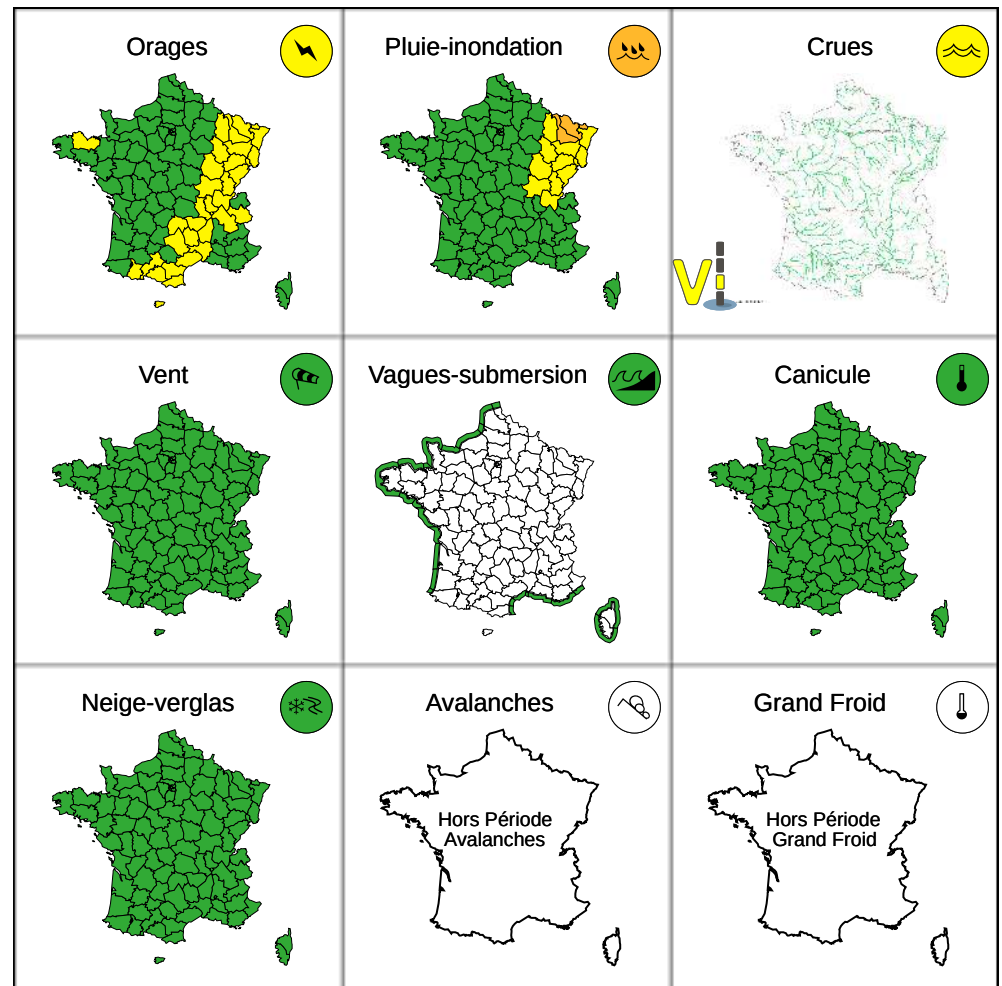 Orages
Pluie-inondation
Crues
Vi
Vent
Vagues-submersion
Canicule
Neige-verglas
Avalanches
Grand Froid
Hors Période
Avalanches
Hors Période
Grand Froid